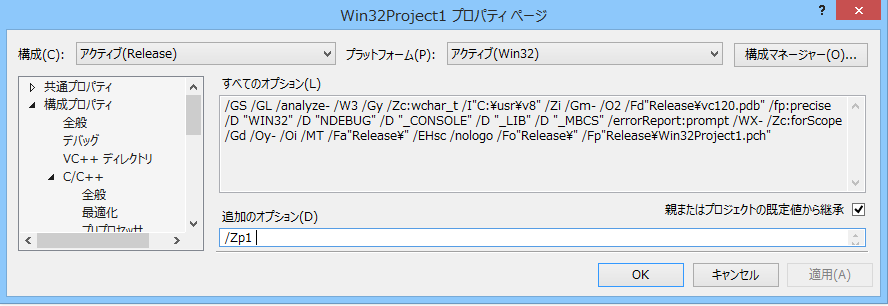 Win32Project1 プロパティ ページ
? ×
構成(C): アクティブ(Release) プラットフォーム(P): アクティブ(Win32) 構成マネージャー(O)...
共通プロパティ
構成プロパティ
全般
デバッグ
VC++ ディレクトリ
C/C++
全般
最適化
プリプロセッサ
すべてのオプション(L)
/GS /GL /analyze- /W3 /Gy /Zc:wchar_t /I"C:¥usr¥v8" /Zi /Gm- /O2 /Fd"Release¥vc120.pdb" /fp:precise
/D "WIN32" /D "NDEBUG" /D "_CONSOLE" /D "_LIB" /D "_MBCS" /errorReport:prompt /WX- /Zc:forScope
/Gd /Oy- /Oi /MT /Fa"Release¥" /EHsc /nologo /Fo"Release¥" /Fp"Release¥Win32Project1.pch"
追加のオプション(D)
親またはプロジェクトの既定値から継承
/Zp1
OK キャンセル 適用(A)